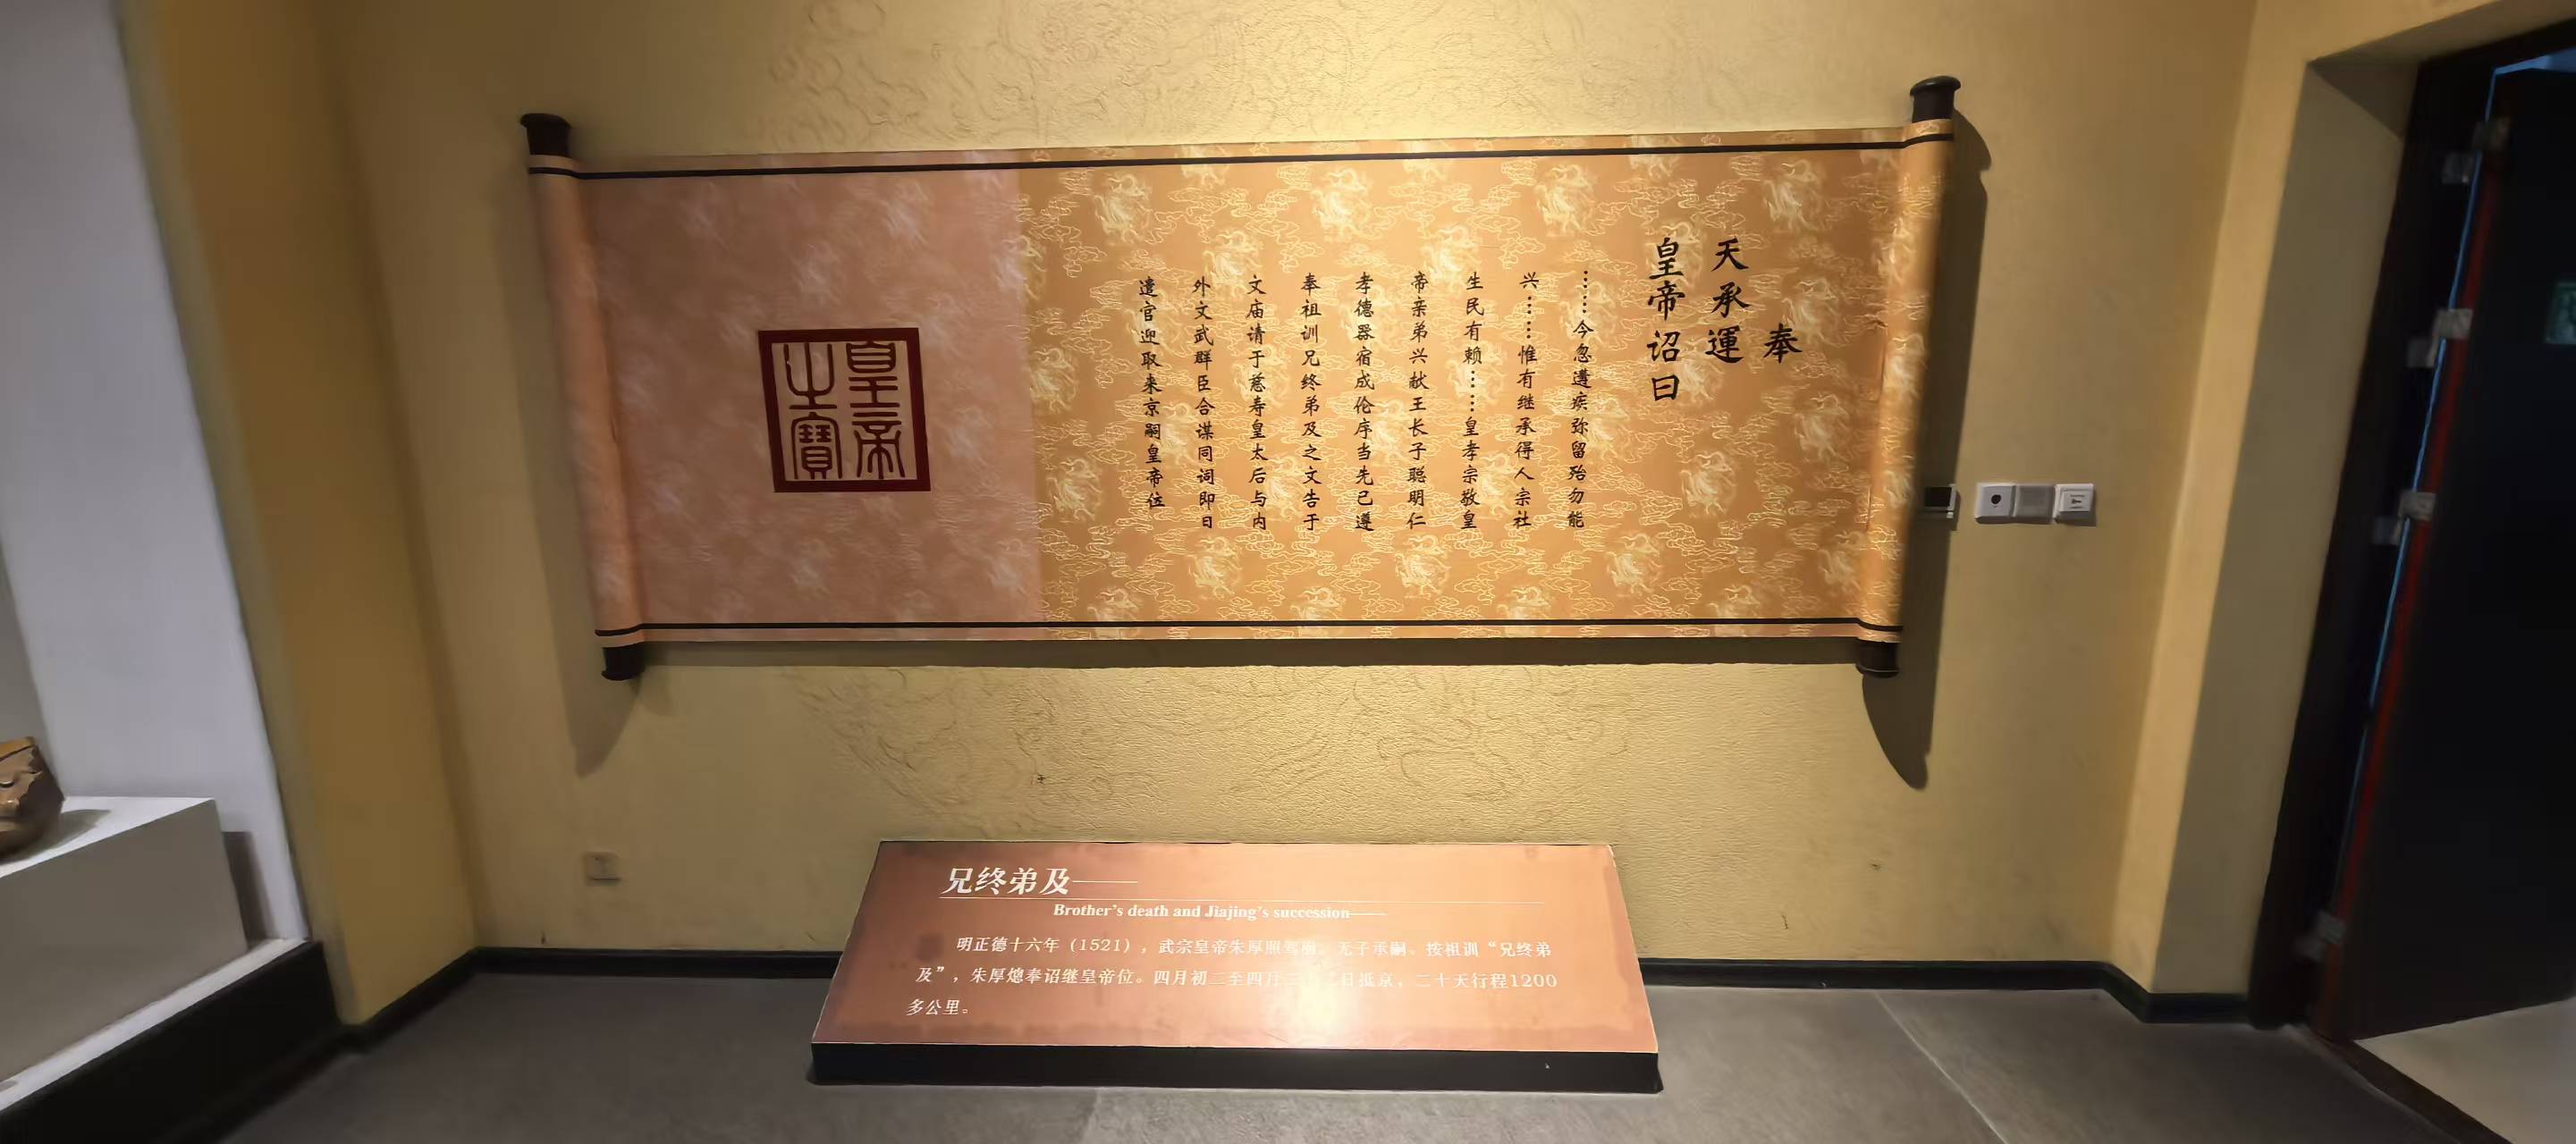 奉
天承運
皇帝诏曰
……今忽遘疾弥留殆勿能
兴……惟有继承得人宗社
生民有赖……皇孝宗敬皇
帝亲弟兴献王长子聪明仁
孝德器宿成伦序当先已遵
奉祖训兄终弟及之文告于
文庙请于慈寿皇太后与内
外文武群臣合谋同词即日
遣官迎取来京嗣皇帝位
皇帝
之寶
兄终弟及——
Brother's death and Jiajing's succession——
明正德十六年（1521），武宗皇帝朱厚照驾崩，无子承嗣。按祖训“兄终弟
及”，朱厚熜奉诏继皇帝位。四月初二至四月二十二日抵京，二十天行程1200
多公里。